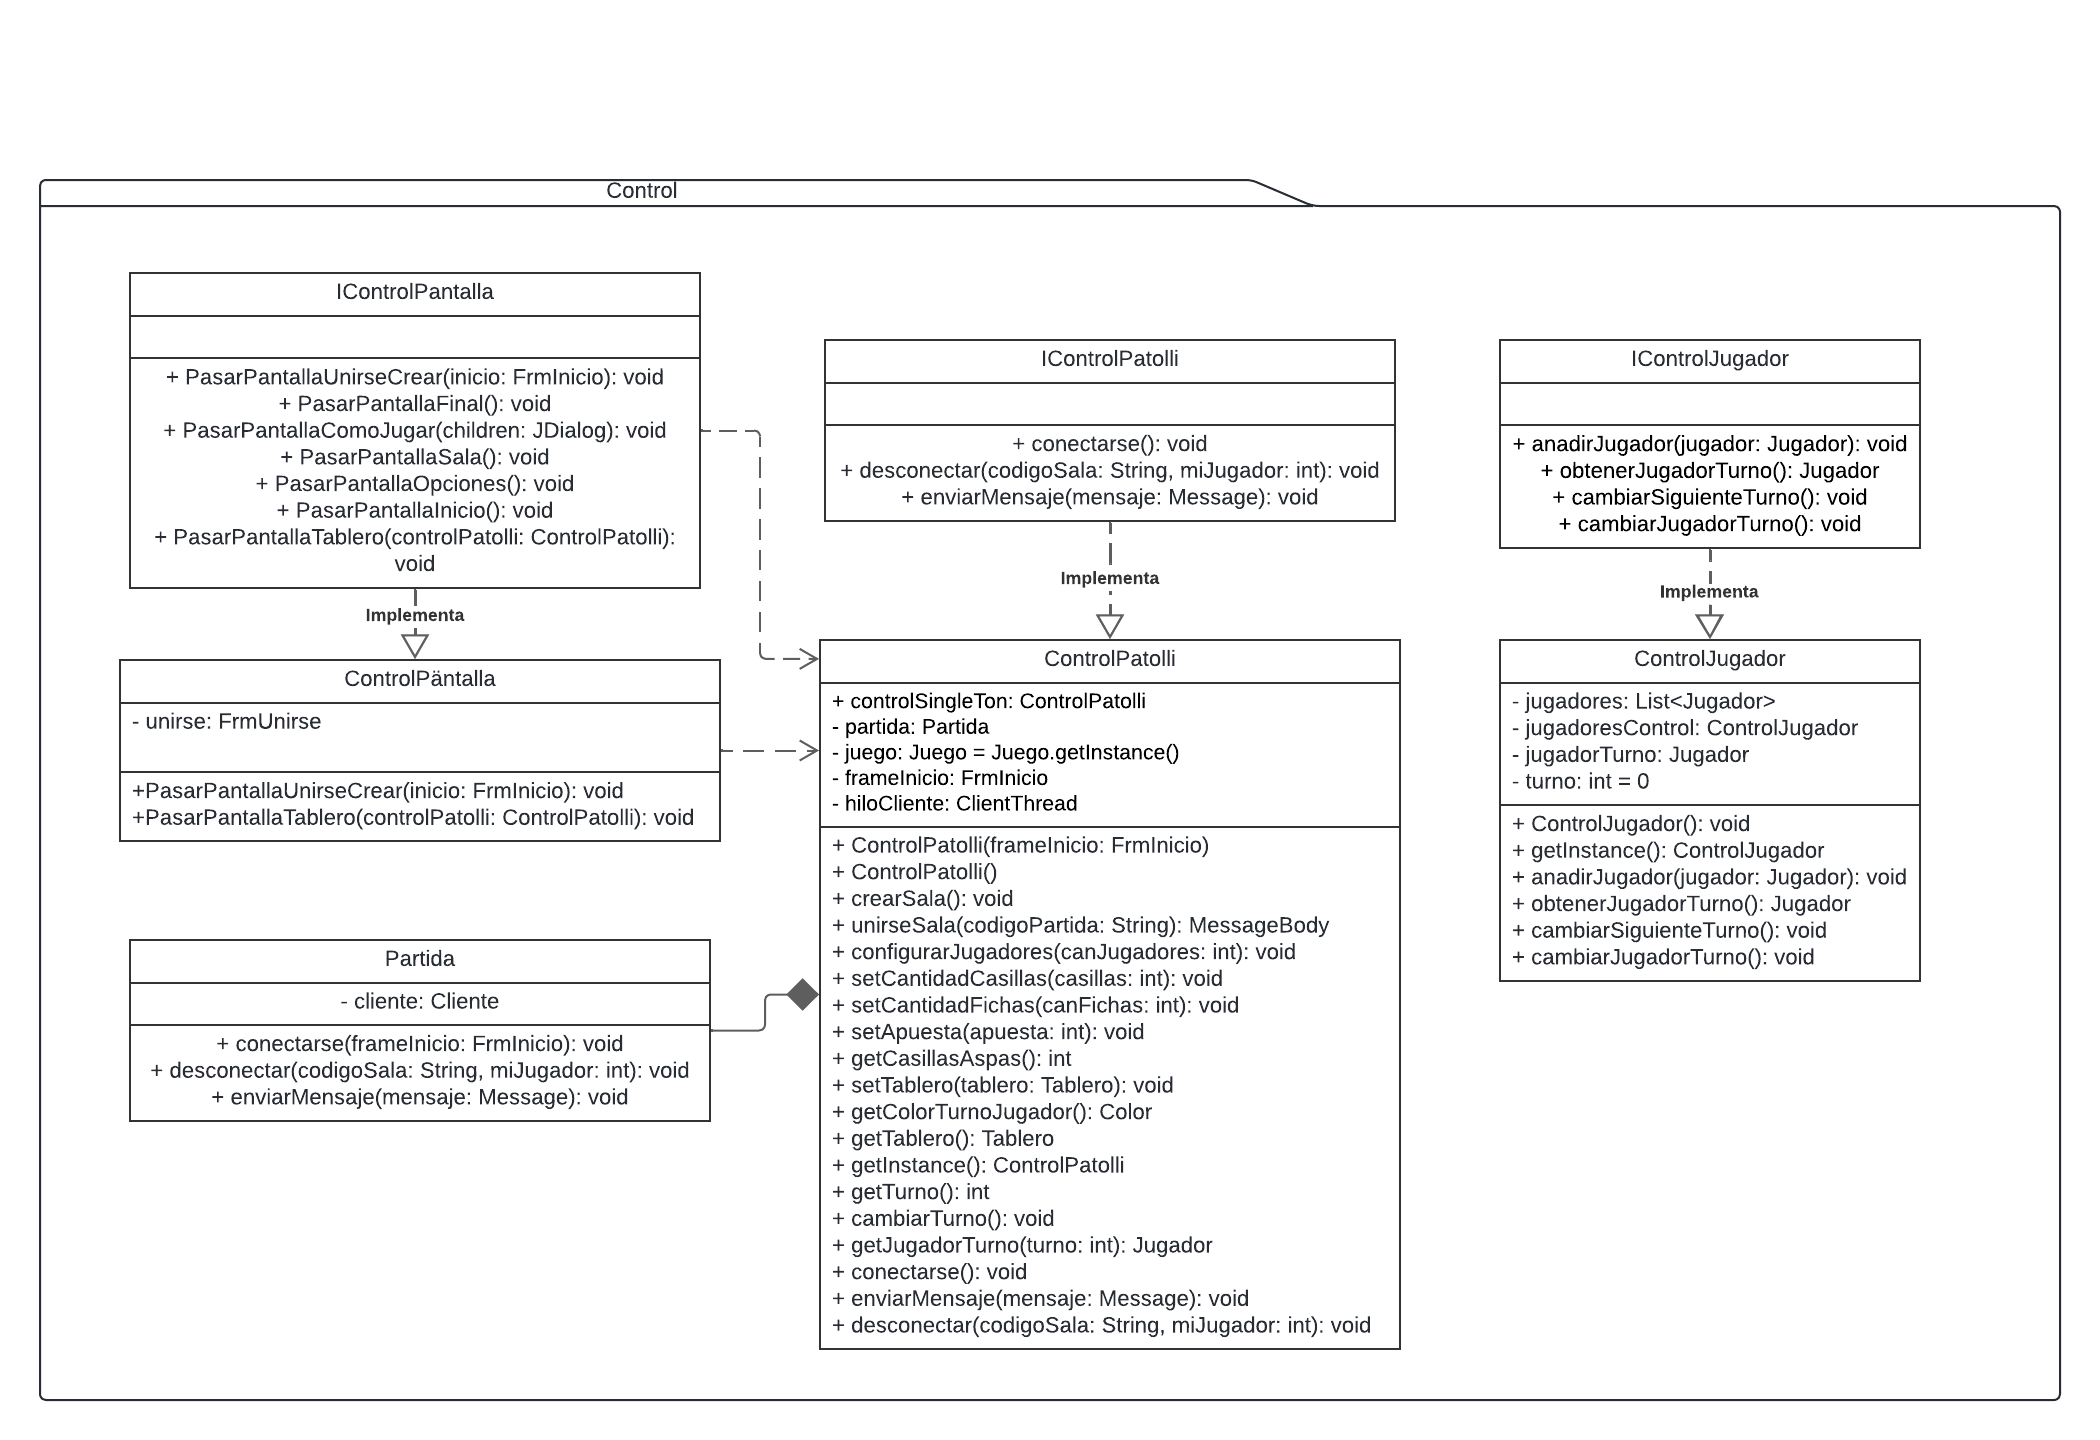 Control
IControlPantalla
+ PasarPantallaUnirseCrear(inicio: FrmInicio): void
+ PasarPantallaFinal(): void
+ PasarPantallaComoJugar(children: JDialog): void
+ PasarPantallaSala(): void
+ PasarPantallaOpciones(): void
+ PasarPantallaInicio(): void
+ PasarPantallaTablero(controlPatolli: ControlPatolli):
void
Implementa
ControlPäntalla
- unirse: FrmUnirse
+PasarPantallaUnirseCrear(inicio: FrmInicio): void
+PasarPantallaTablero(controlPatolli: ControlPatolli): void
Partida
- cliente: Cliente
+ conectarse(frameInicio: FrmInicio): void
+ desconectar(codigoSala: String, miJugador: int): void
+ enviarMensaje(mensaje: Message): void
IControlPatolli
+ conectarse(): void
+ desconectar(codigoSala: String, miJugador: int): void
+ enviarMensaje(mensaje: Message): void
Implementa
ControlPatolli
+ controlSingleTon: ControlPatolli
- partida: Partida
- juego: Juego = Juego.getInstance()
- frameInicio: FrmInicio
- hiloCliente: ClientThread
+ ControlPatolli(frameInicio: FrmInicio)
+ ControlPatolli()
+ crearSala(): void
+ unirseSala(codigoPartida: String): MessageBody
+ configurarJugadores(canJugadores: int): void
+ setCantidadCasillas(casillas: int): void
+ setCantidadFichas(canFichas: int): void
+ setApuesta(apuesta: int): void
+ getCasillasAspas(): int
+ setTablero(tablero: Tablero): void
+ getColorTurnoJugador(): Color
+ getTablero(): Tablero
+ getInstance(): ControlPatolli
+ getTurno(): int
+ cambiarTurno(): void
+ getJugadorTurno(turno: int): Jugador
+ conectarse(): void
+ enviarMensaje(mensaje: Message): void
+ desconectar(codigoSala: String, miJugador: int): void
IControlJugador
+ anadirJugador(jugador: Jugador): void
+ obtenerJugadorTurno(): Jugador
+ cambiarSiguienteTurno(): void
+ cambiarJugadorTurno(): void
Implementa
ControlJugador
- jugadores: List<Jugador>
- jugadoresControl: ControlJugador
- jugadorTurno: Jugador
- turno: int = 0
+ ControlJugador(): void
+ getInstance(): ControlJugador
+ anadirJugador(jugador: Jugador): void
+ obtenerJugadorTurno(): Jugador
+ cambiarSiguienteTurno(): void
+ cambiarJugadorTurno(): void